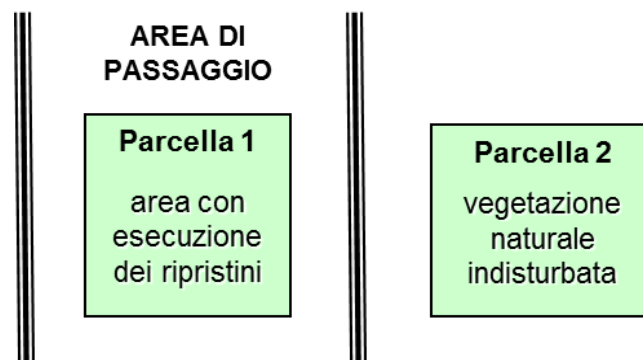 AREA DI
PASSAGGIO
Parcella 1
area con
esecuzione
dei ripristini
Parcella 2
vegetazione
naturale
indisturbata